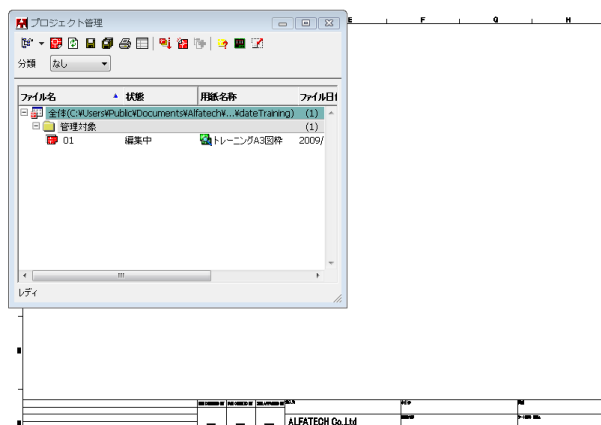 プロジェクト管理
E F G H
分類 なし
ファイル名 状態 用紙名称 ファイル日付
全体(C:¥Users¥Public¥Documents¥Alfatech¥...¥dateTraining) (1)
管理対象 (1)
01 編集中 トレーニングA3図枠 2009/
レディ
ALFATECH Co.,Ltd